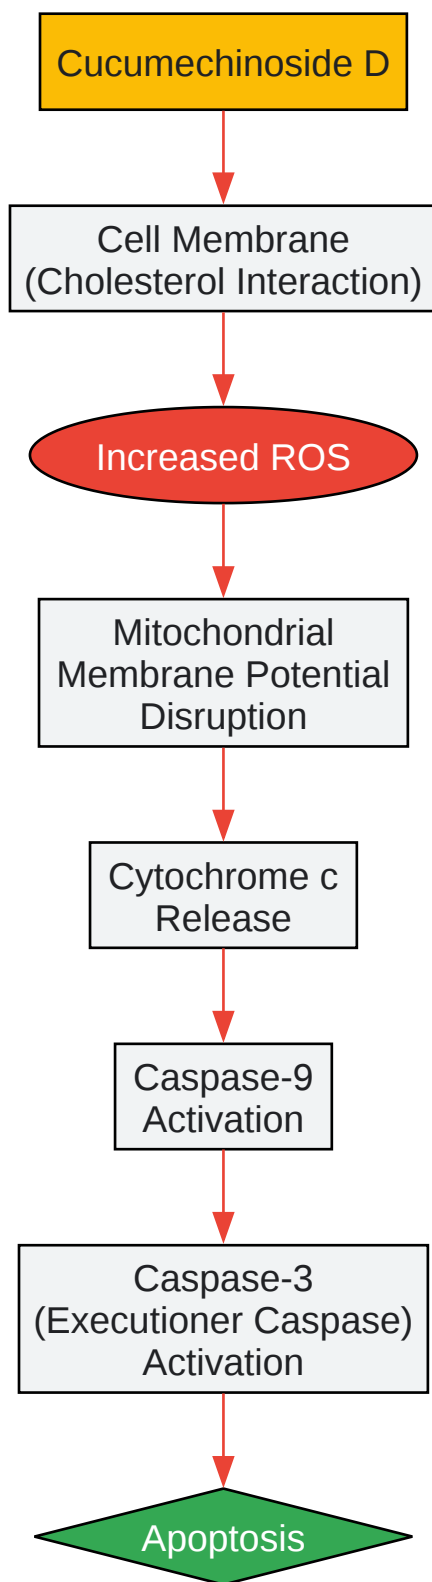 Cucumechinoside D
Cell Membrane
(Cholesterol Interaction)
Increased ROS
Mitochondrial
Membrane Potential
Disruption
Cytochrome c
Release
Caspase-9
Activation
Caspase-3
(Executioner Caspase)
Activation
Apoptosis